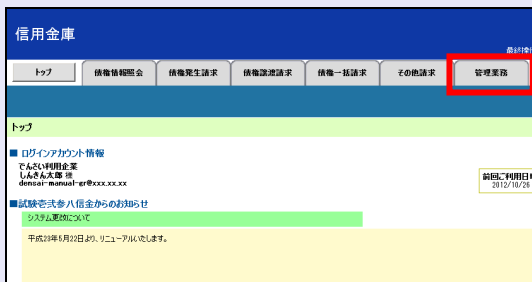 信用金庫
最終操
トップ
債権情報照会
債権発生請求
債権譲渡請求
債権一括請求
その他請求
管理業務
トップ
■ ログインアカウント情報
でんさい利用企業
しんきん太郎 様
densai-manual-gr@xxx.xx.xx
前回ご利用日時
2012/10/26
■試験壱弐参八信金からのお知らせ
システム更改について
平成23年5月22日より、リニューアルいたします。